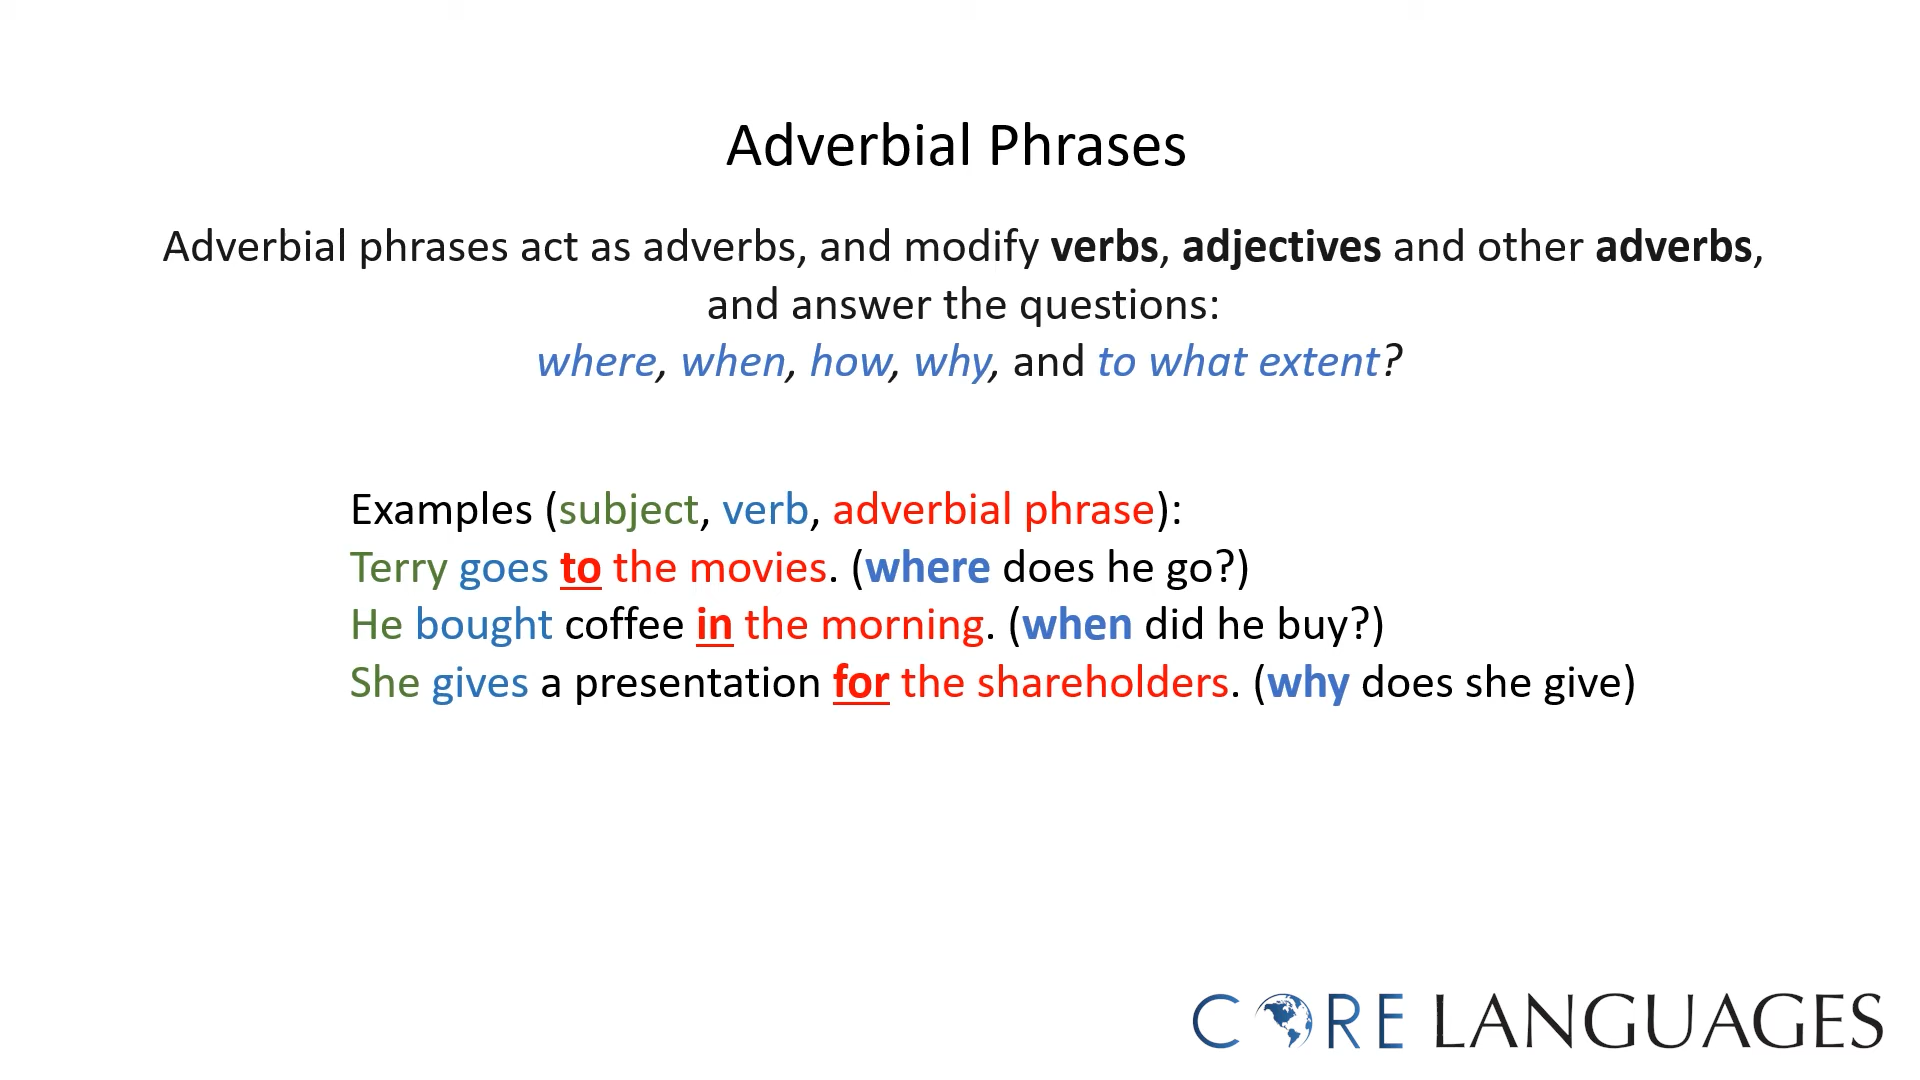 Adverbial Phrases
Adverbial phrases act as adverbs, and modify verbs, adjectives and other adverbs,
and answer the questions:
where, when, how, why, and to what extent?
Examples (subject, verb, adverbial phrase):
Terry goes to the movies. (where does he go?)
He bought coffee in the morning. (when did he buy?)
She gives a presentation for the shareholders. (why does she give)
CORE LANGUAGES